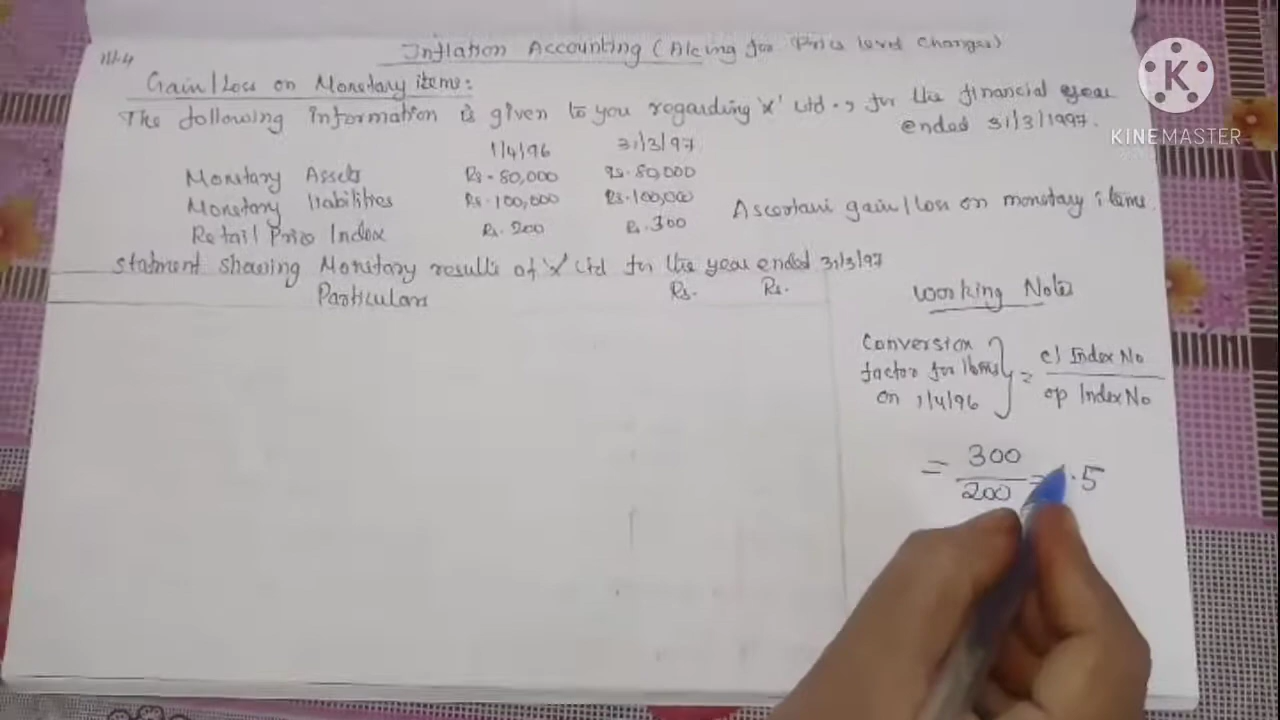 Ill-4
Inflation Accounting (A/cing for Price level Changes)
Gain/Loss on Monetary items:
The following Information is given to you regarding 'X' Ltd., for the financial year
ended 31/3/1997.
1/4/96 31/3/97
Monetary Assets Rs. 80,000 Rs. 80,000
Monetary liabilities Rs. 100,000 Rs. 100,000
Retail Price Index Rs. 200 Rs. 300
Ascertain gain/loss on monetary items.
Statment showing Monetary results of 'X' Ltd for the year ended 31/3/97
Particulars Rs. Rs.
Working Notes
Conversion
factor for items
on 1/4/96
= cl Index No
op Index No
= 300
200 = .5
K
KINEMASTER